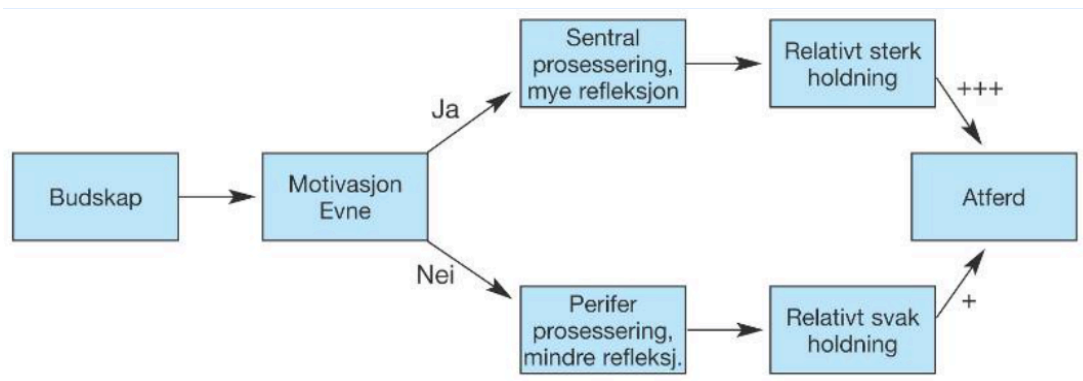 Budskap
Motivasjon
Evne
Ja
Nei
Sentral
prosessering,
mye refleksjon
Relativt sterk
holdning
+++
Perifer
prosessering,
mindre refleksj.
Relativt svak
holdning
+
Atferd